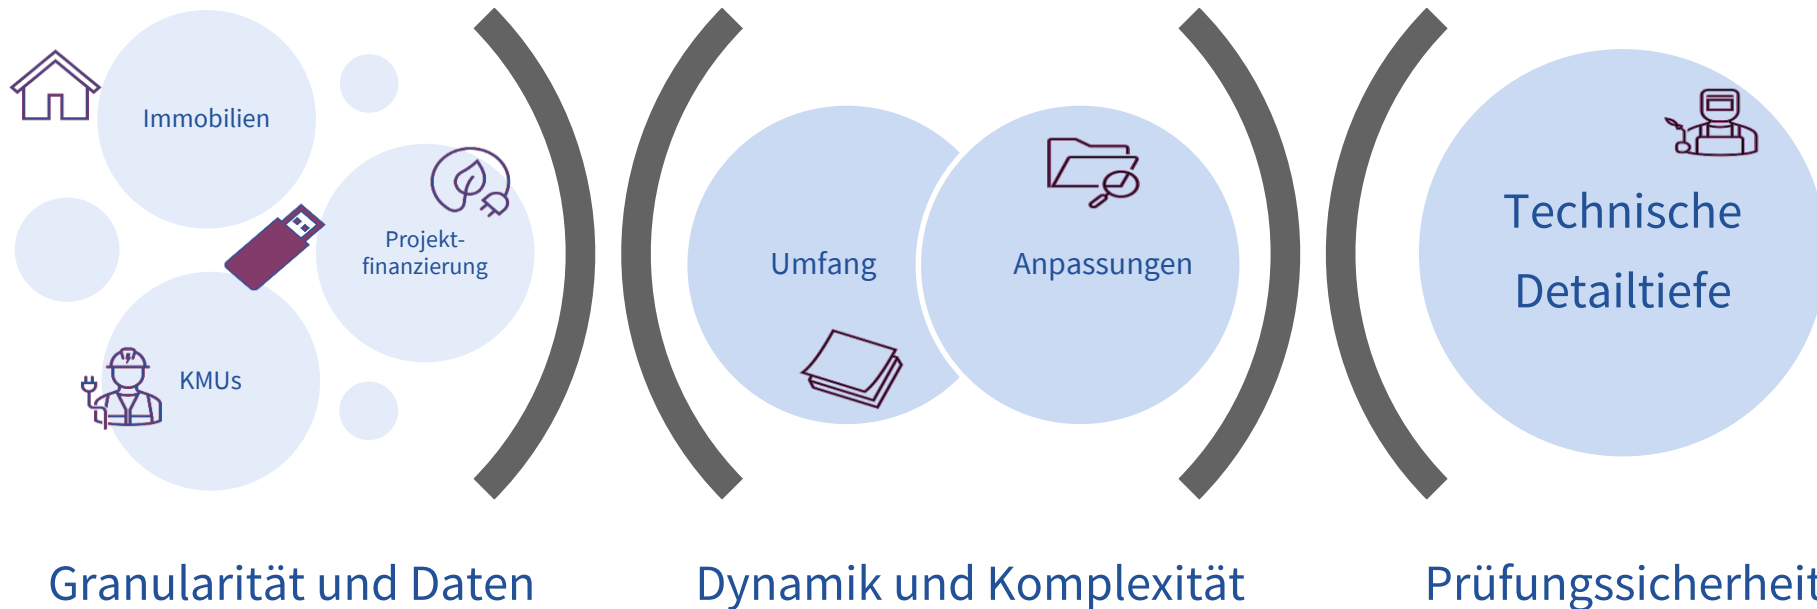 Immobilien
Projekt-
finanzierung
KMUs
Umfang
Anpassungen
Technische
Detailtiefe
Granularität und Daten
Dynamik und Komplexität
Prüfungssicherheit